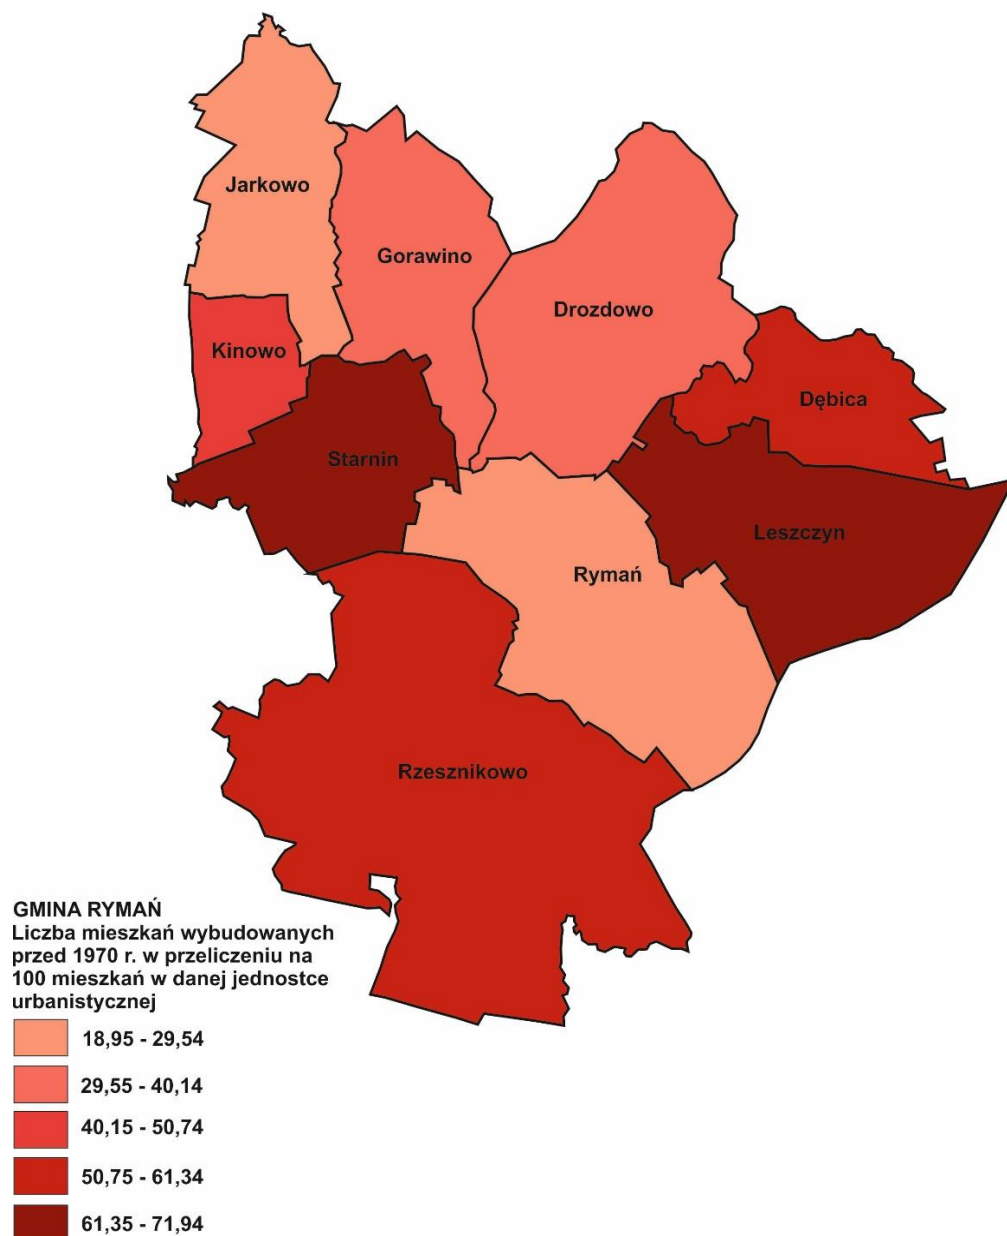 Jarkowo
Gorawino
Drozdowo
Kinowo
Dębica
Starnin
Leszczyn
Rymań
Rzesznikowo
GMINA RYMAŃ
Liczba mieszkań wybudowanych
przed 1970 r. w przeliczeniu na
100 mieszkań w danej jednostce
urbanistycznej
18,95 - 29,54
29,55 - 40,14
40,15 - 50,74
50,75 - 61,34
61,35 - 71,94